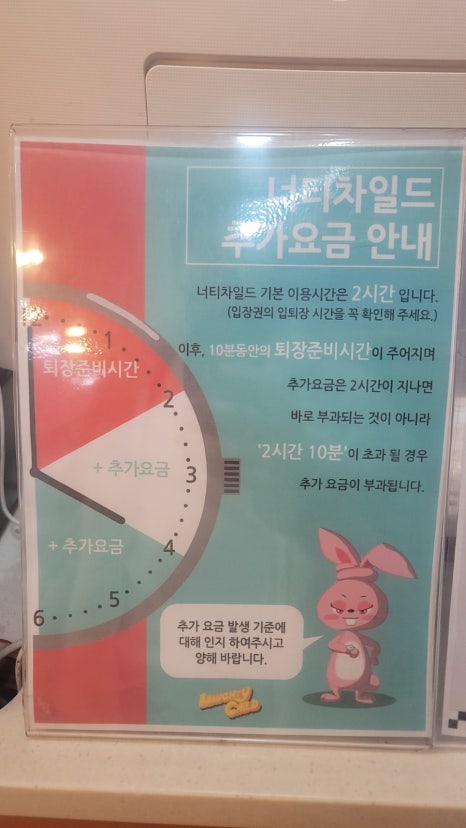 너티차일드
추가요금 안내
너티차일드 기본 이용시간은 2시간 입니다.
(입장권의 입퇴장 시간을 꼭 확인해 주세요.)
이후, 10분동안의 퇴장준비시간이 주어지며
추가요금은 2시간이 지나면
바로 부과되는 것이 아니라
'2시간 10분'이 초과 될 경우
추가 요금이 부과됩니다.
12
1
퇴장준비시간
2
+ 추가요금
3
+ 추가요금
4
5
6
추가 요금 발생 기준에
대해 인지 하여주시고
양해 바랍니다.
NAUGHTY
CHILD